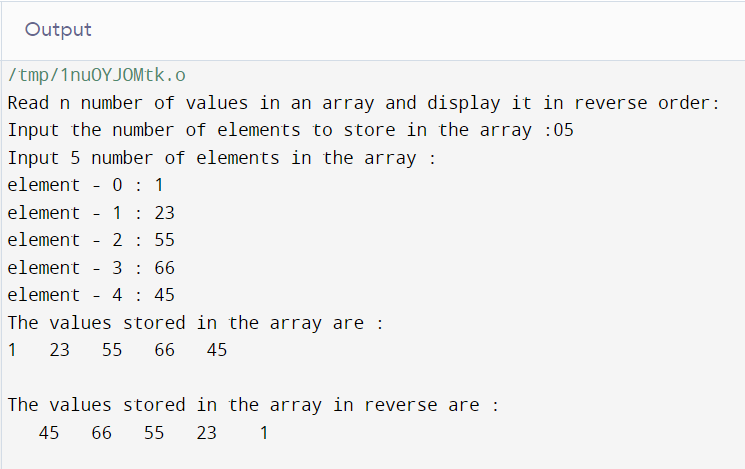 Output
/tmp/1nuOYJOMtk.o
Read n number of values in an array and display it in reverse order:
Input the number of elements to store in the array :05
Input 5 number of elements in the array :
element - 0 : 1
element - 1 : 23
element - 2 : 55
element - 3 : 66
element - 4 : 45
The values stored in the array are :
1   23   55   66   45
The values stored in the array in reverse are :
   45   66   55   23    1